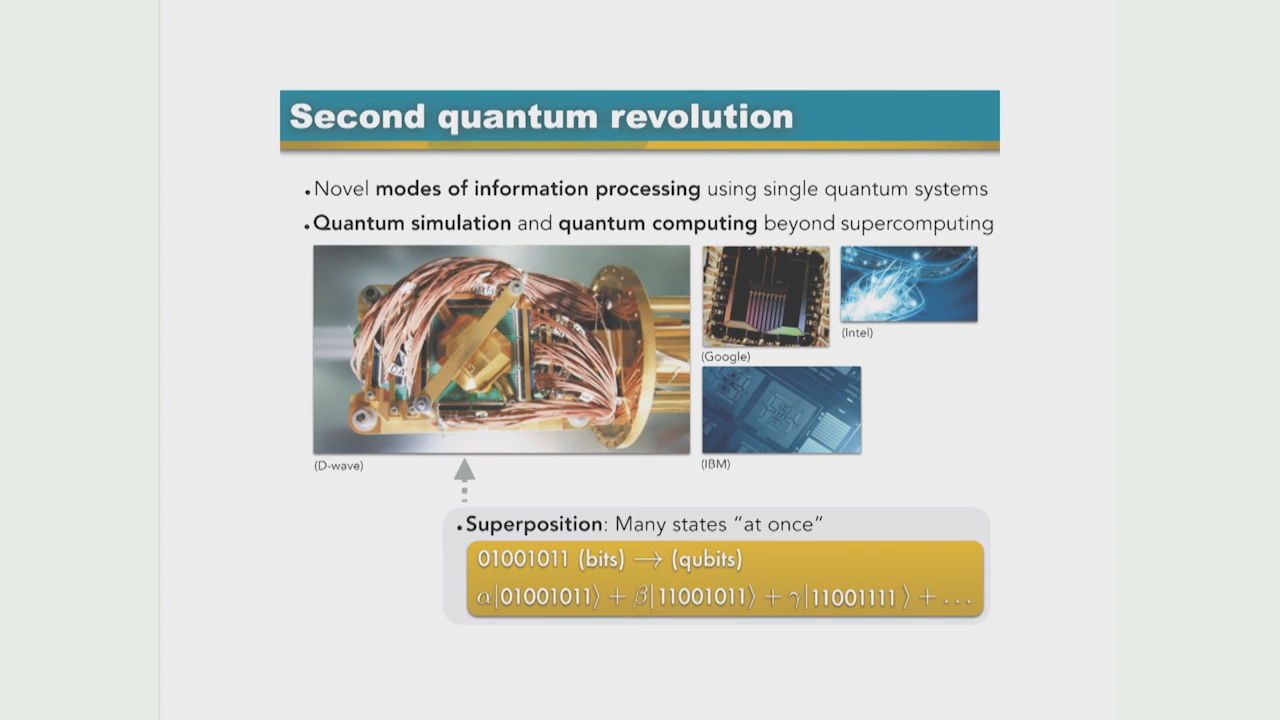 Second quantum revolution
• Novel modes of information processing using single quantum systems
• Quantum simulation and quantum computing beyond supercomputing
(Intel)
(Google)
(D-wave)
(IBM)
• Superposition: Many states “at once”
01001011 (bits) → (qubits)
α|01001011⟩ + β|11001011⟩ + γ|11001111⟩ + ...